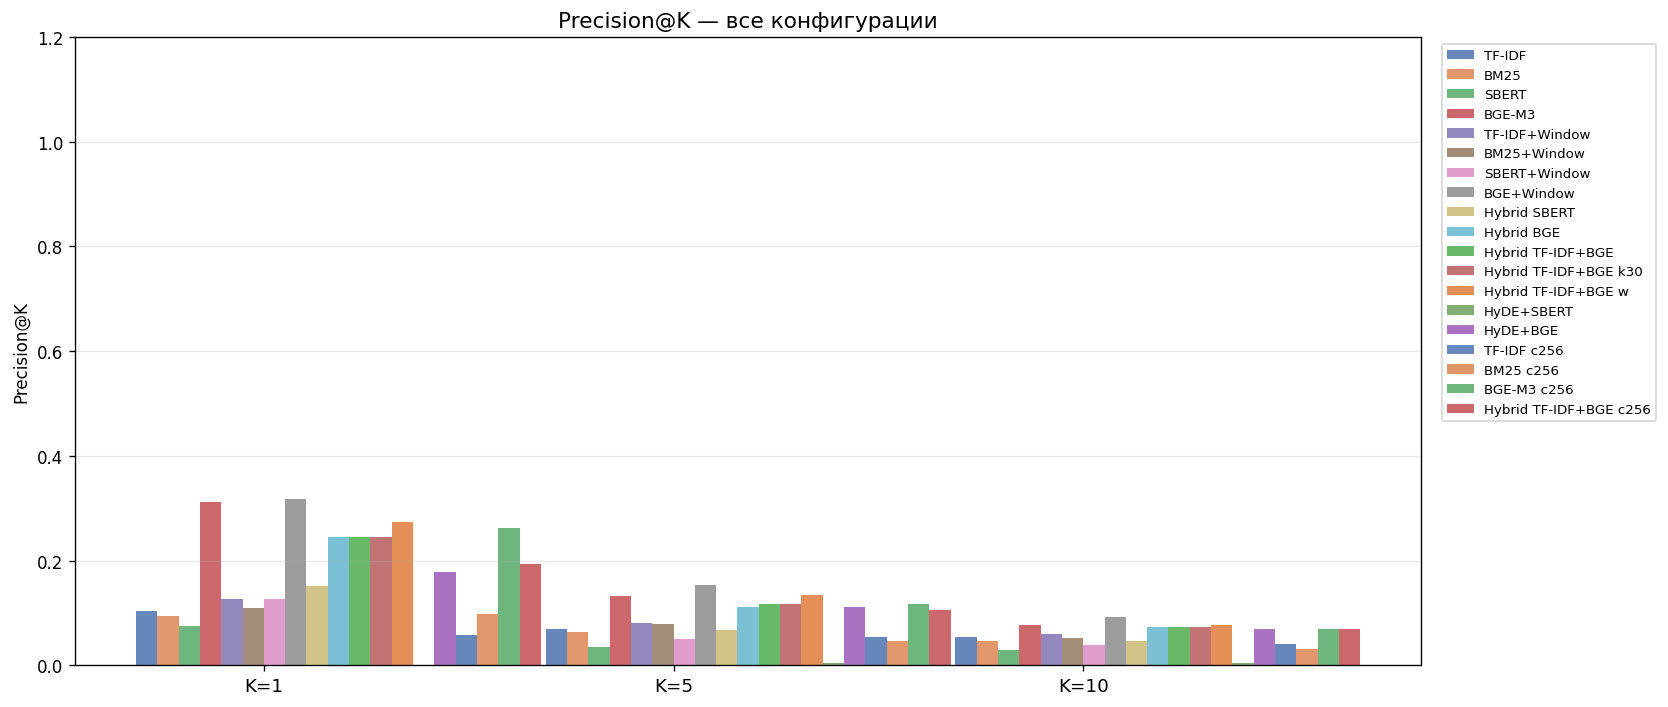 Precision@K — все конфигурации
Precision@K
1.2
1.0
0.8
0.6
0.4
0.2
0.0
K=1
K=5
K=10
TF-IDF
BM25
SBERT
BGE-M3
TF-IDF+Window
BM25+Window
SBERT+Window
BGE+Window
Hybrid SBERT
Hybrid BGE
Hybrid TF-IDF+BGE
Hybrid TF-IDF+BGE k30
Hybrid TF-IDF+BGE w
HyDE+SBERT
HyDE+BGE
TF-IDF c256
BM25 c256
BGE-M3 c256
Hybrid TF-IDF+BGE c256